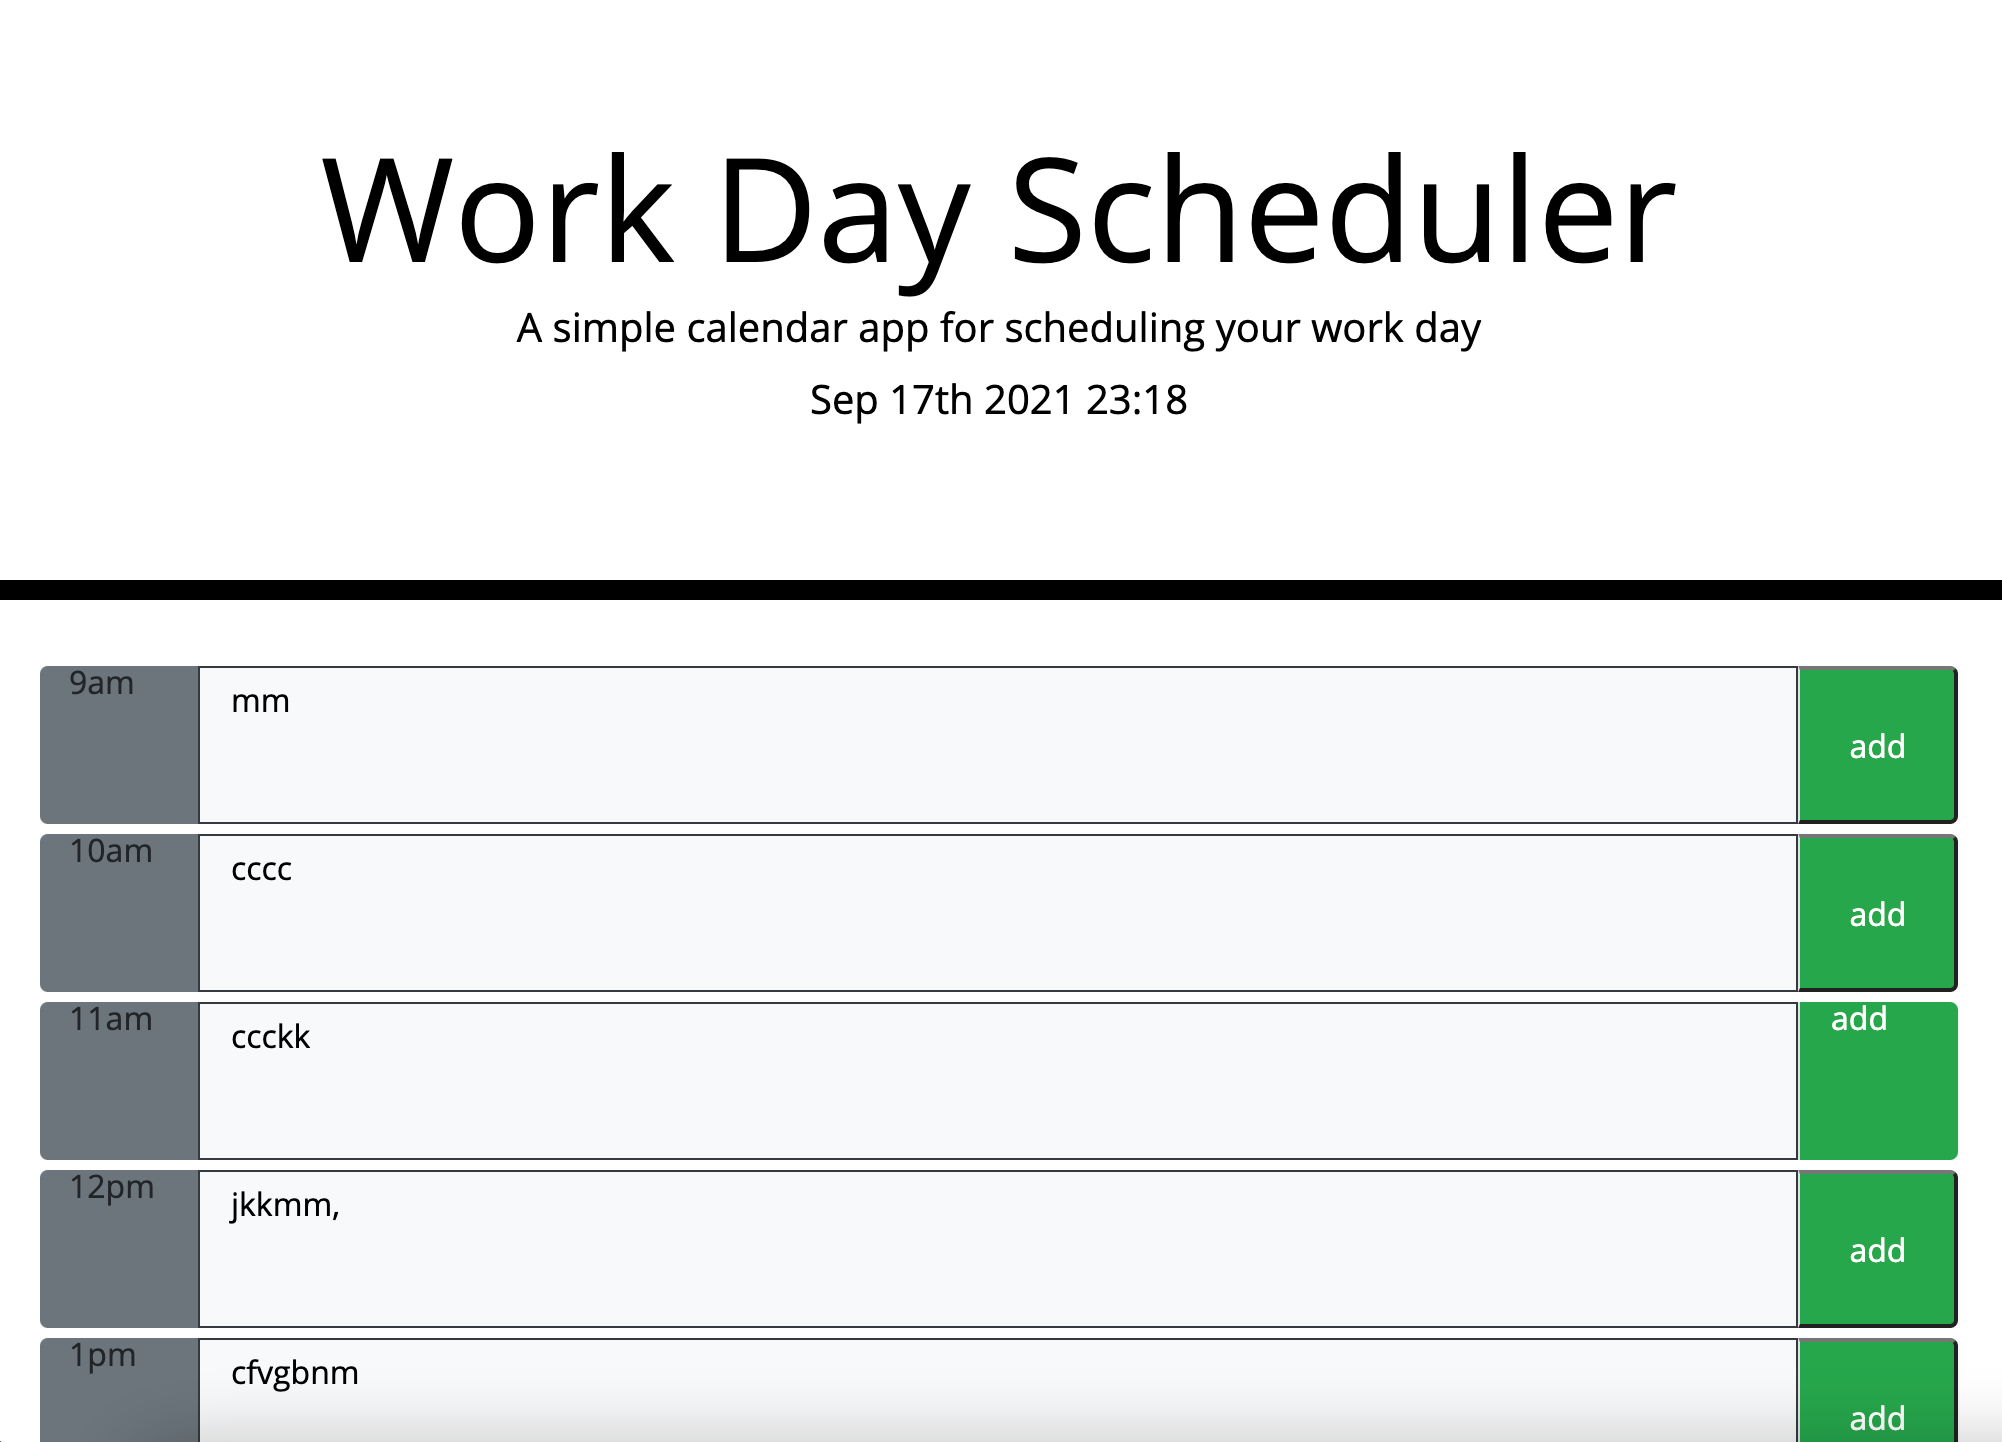 Work Day Scheduler
A simple calendar app for scheduling your work day
Sep 17th 2021 23:18
9am
mm
add
10am
cccc
add
11am
ccckk
add
12pm
jkkmm,
add
1pm
cfvgbnm
add